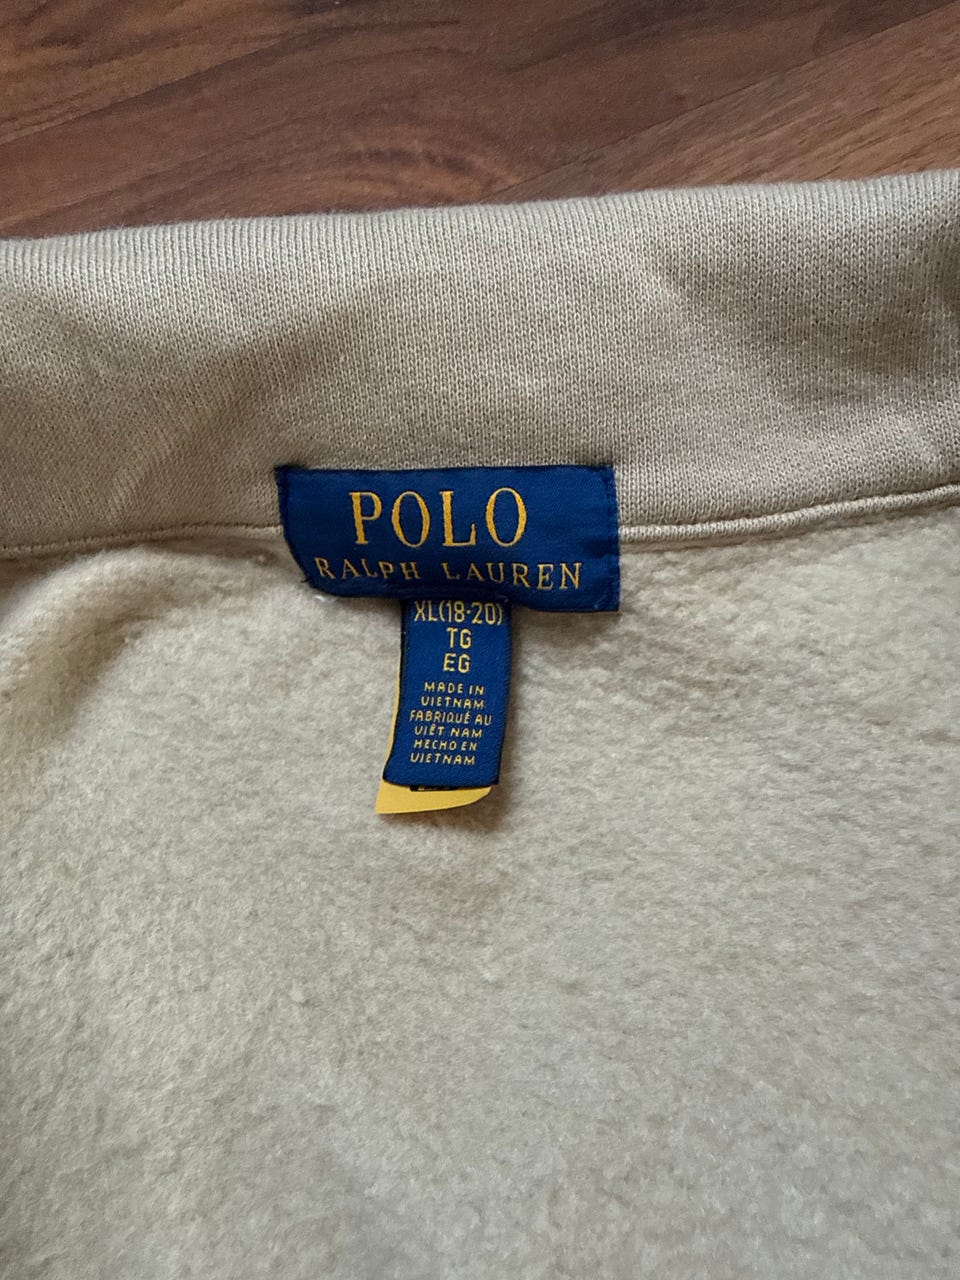 POLO
RALPH LAUREN
XL(18-20)
TG
EG
MADE IN
VIETNAM
FABRIQUÉ AU
VIÊT NAM
HECHO EN
VIETNAM